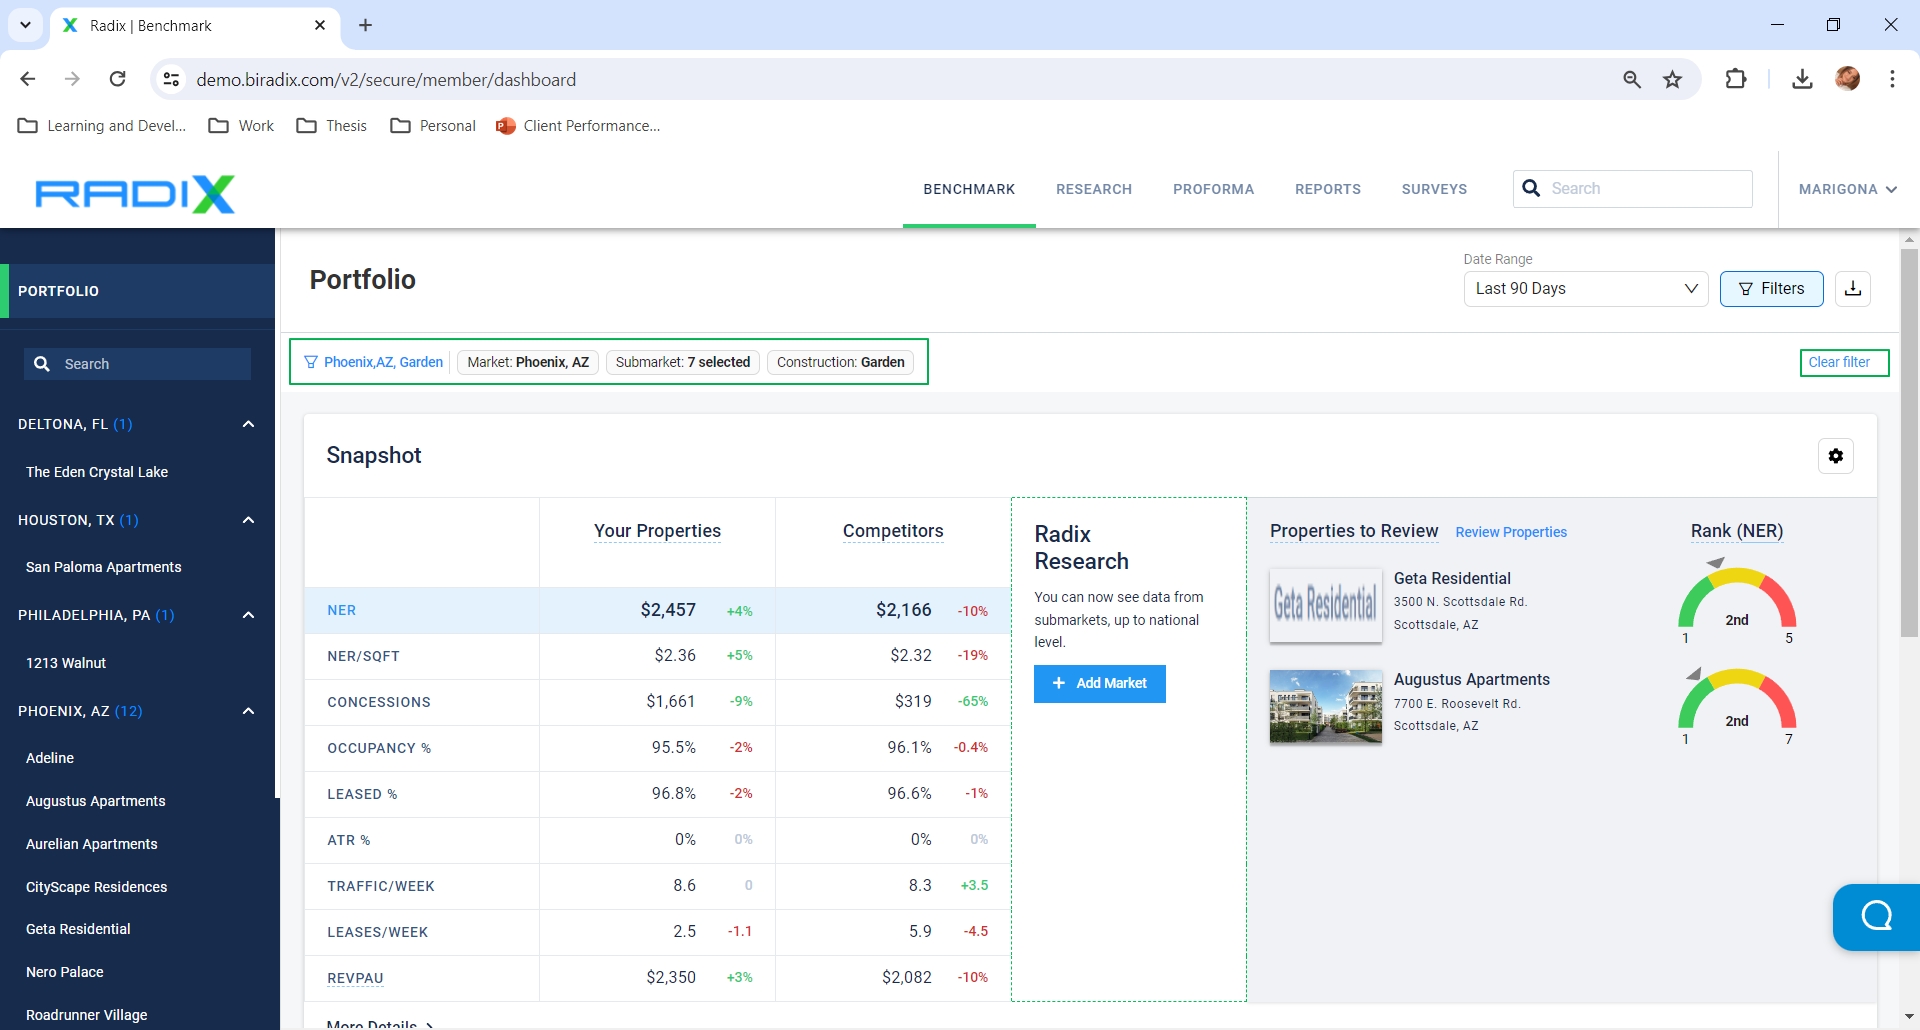 Radix | Benchmark
demo.biradix.com/v2/secure/member/dashboard
Learning and Devel... Work Thesis Personal Client Performance...
RADIX BENCHMARK RESEARCH PROFORMA REPORTS SURVEYS Search MARIGONA
PORTFOLIO
Search
DELTONA, FL (1)
The Eden Crystal Lake
HOUSTON, TX (1)
San Paloma Apartments
PHILADELPHIA, PA (1)
1213 Walnut
PHOENIX, AZ (12)
Adeline
Augustus Apartments
Aurelian Apartments
CityScape Residences
Geta Residential
Nero Palace
Roadrunner Village
Portfolio
Date Range
Last 90 Days
Filters
Phoenix,AZ, Garden Market: Phoenix, AZ Submarket: 7 selected Construction: Garden Clear filter
Snapshot
Your Properties Competitors
NER $2,457 +4% $2,166 -10%
NER/SQFT $2.36 +5% $2.32 -19%
CONCESSIONS $1,661 -9% $319 -65%
OCCUPANCY % 95.5% -2% 96.1% -0.4%
LEASED % 96.8% -2% 96.6% -1%
ATR % 0% 0% 0% 0%
TRAFFIC/WEEK 8.6 0 8.3 +3.5
LEASES/WEEK 2.5 -1.1 5.9 -4.5
REVPAU $2,350 +3% $2,082 -10%
More Details
Radix
Research
You can now see data from
submarkets, up to national
level.
+ Add Market
Properties to Review Review Properties Rank (NER)
Geta Residential
Geta Residential
3500 N. Scottsdale Rd.
Scottsdale, AZ
2nd
1 5
Augustus Apartments
7700 E. Roosevelt Rd.
Scottsdale, AZ
2nd
1 7